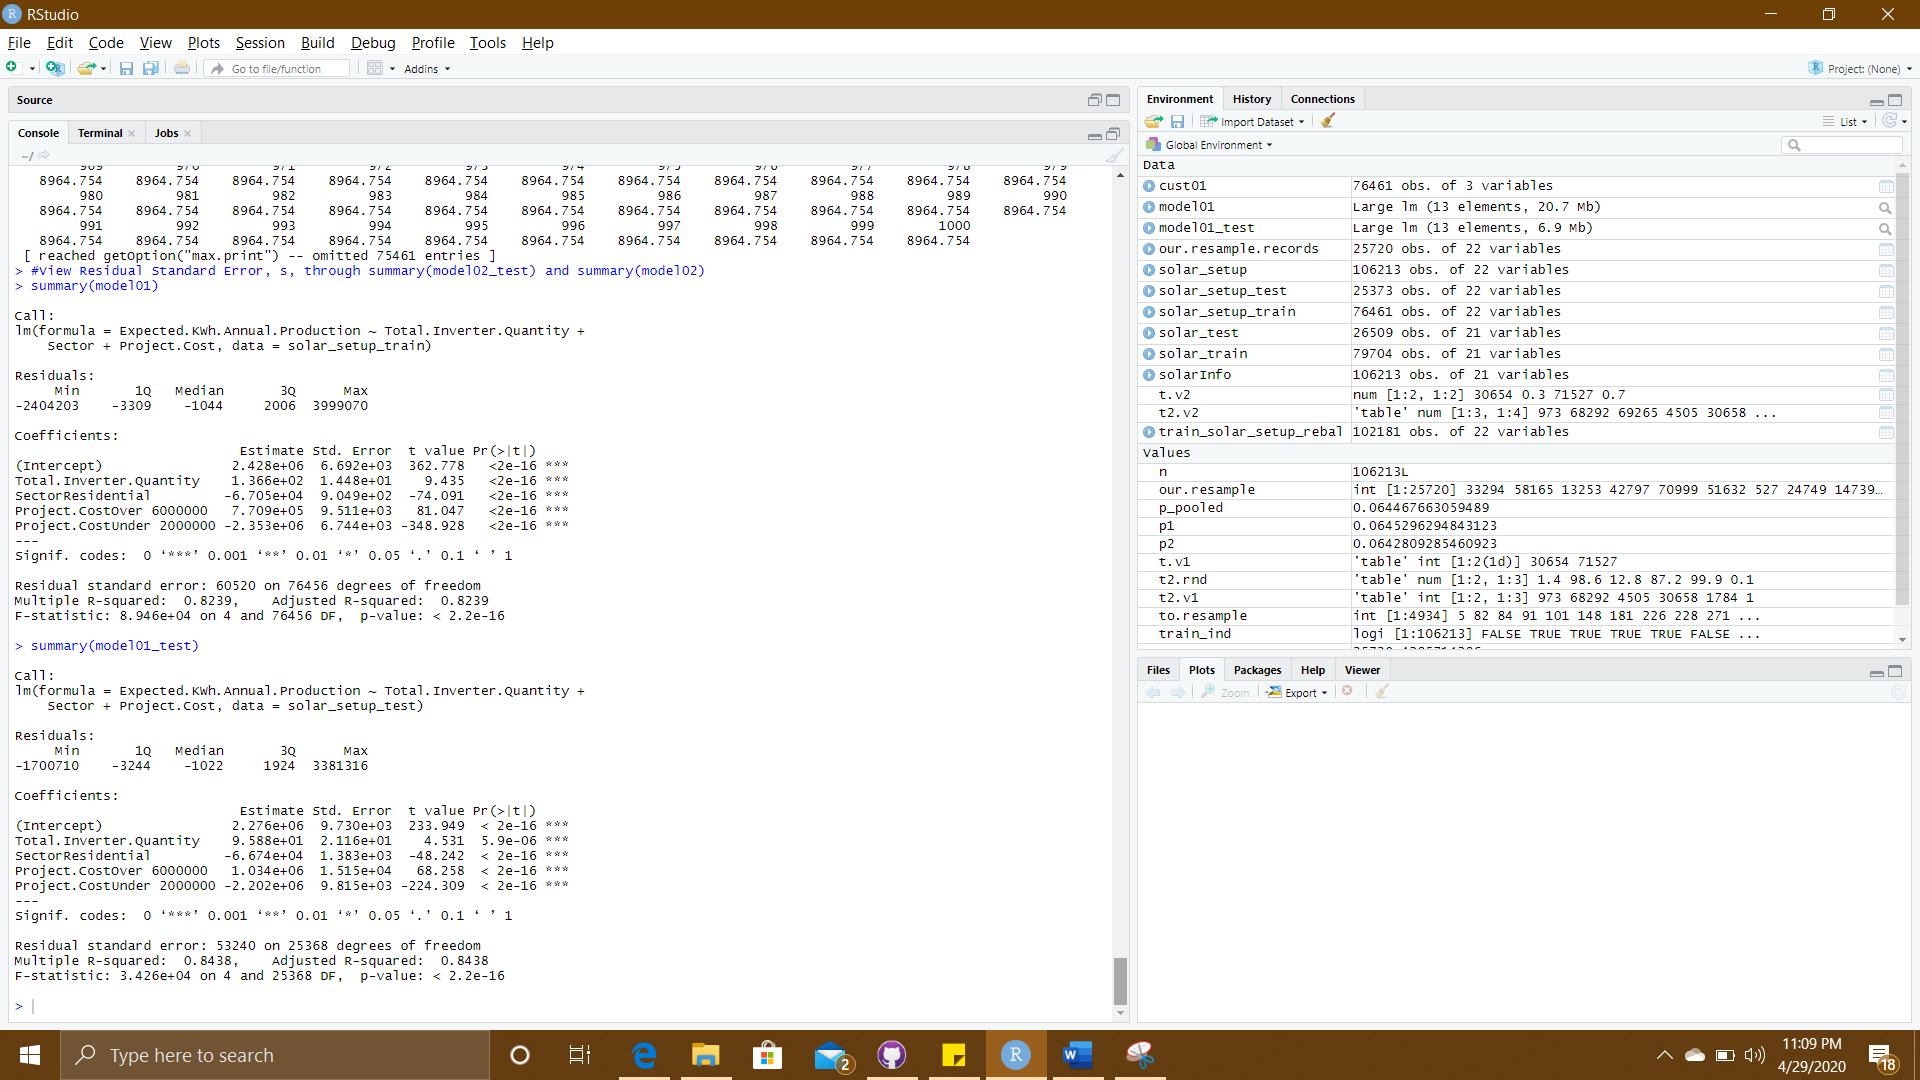 RStudio
File Edit Code View Plots Session Build Debug Profile Tools Help
Go to file/function Addins Project: (None)
Source
Console Terminal Jobs
~/
969 970 971 972 973 974 975 976 977 978 979
8964.754 8964.754 8964.754 8964.754 8964.754 8964.754 8964.754 8964.754 8964.754 8964.754 8964.754
980 981 982 983 984 985 986 987 988 989 990
8964.754 8964.754 8964.754 8964.754 8964.754 8964.754 8964.754 8964.754 8964.754 8964.754 8964.754
991 992 993 994 995 996 997 998 999 1000
8964.754 8964.754 8964.754 8964.754 8964.754 8964.754 8964.754 8964.754 8964.754 8964.754
[ reached getOption("max.print") -- omitted 75461 entries ]
> #View Residual Standard Error, s, through summary(model02_test) and summary(model02)
> summary(model01)
Call:
lm(formula = Expected.KWh.Annual.Production ~ Total.Inverter.Quantity +
Sector + Project.Cost, data = solar_setup_train)
Residuals:
Min 1Q Median 3Q Max
-2404203 -3309 -1044 2006 3999070
Coefficients:
Estimate Std. Error t value Pr(>|t|)
(Intercept) 2.428e+06 6.692e+03 362.778 <2e-16 ***
Total.Inverter.Quantity 1.366e+02 1.448e+01 9.435 <2e-16 ***
SectorResidential -6.705e+04 9.049e+02 -74.091 <2e-16 ***
Project.CostOver 6000000 7.709e+05 9.511e+03 81.047 <2e-16 ***
Project.CostUnder 2000000 -2.353e+06 6.744e+03 -348.928 <2e-16 ***
---
Signif. codes: 0 ‘***’ 0.001 ‘**’ 0.01 ‘*’ 0.05 ‘.’ 0.1 ‘ ’ 1
Residual standard error: 60520 on 76456 degrees of freedom
Multiple R-squared: 0.8239, Adjusted R-squared: 0.8239
F-statistic: 8.946e+04 on 4 and 76456 DF, p-value: < 2.2e-16
> summary(model01_test)
Call:
lm(formula = Expected.KWh.Annual.Production ~ Total.Inverter.Quantity +
Sector + Project.Cost, data = solar_setup_test)
Residuals:
Min 1Q Median 3Q Max
-1700710 -3244 -1022 1924 3381316
Coefficients:
Estimate Std. Error t value Pr(>|t|)
(Intercept) 2.276e+06 9.730e+03 233.949 < 2e-16 ***
Total.Inverter.Quantity 9.588e+01 2.116e+01 4.531 5.9e-06 ***
SectorResidential -6.674e+04 1.383e+03 -48.242 < 2e-16 ***
Project.CostOver 6000000 1.034e+06 1.515e+04 68.258 < 2e-16 ***
Project.CostUnder 2000000 -2.202e+06 9.815e+03 -224.309 < 2e-16 ***
---
Signif. codes: 0 ‘***’ 0.001 ‘**’ 0.01 ‘*’ 0.05 ‘.’ 0.1 ‘ ’ 1
Residual standard error: 53240 on 25368 degrees of freedom
Multiple R-squared: 0.8438, Adjusted R-squared: 0.8438
F-statistic: 3.426e+04 on 4 and 25368 DF, p-value: < 2.2e-16
>
Environment History Connections
Import Dataset List
Global Environment
Data
cust01 76461 obs. of 3 variables
model01 Large lm (13 elements, 20.7 Mb)
model01_test Large lm (13 elements, 6.9 Mb)
our.resample.records 25720 obs. of 22 variables
solar_setup 106213 obs. of 22 variables
solar_setup_test 25373 obs. of 22 variables
solar_setup_train 76461 obs. of 22 variables
solar_test 26509 obs. of 21 variables
solar_train 79704 obs. of 21 variables
solarInfo 106213 obs. of 21 variables
t.v2 num [1:2, 1:2] 30654 0.3 71527 0.7
t2.v2 'table' num [1:3, 1:4] 973 68292 69265 4505 30658 ...
train_solar_setup_rebal 102181 obs. of 22 variables
Values
n 106213L
our.resample int [1:25720] 33294 58165 13253 42797 70999 51632 527 24749 14739…
p_pooled 0.064467663059489
p1 0.0645296294843123
p2 0.0642809285460923
t.v1 'table' int [1:2(1d)] 30654 71527
t2.rnd 'table' num [1:2, 1:3] 1.4 98.6 12.8 87.2 99.9 0.1
t2.v1 'table' int [1:2, 1:3] 973 68292 4505 30658 1784 1
to.resample int [1:4934] 5 82 84 91 101 148 181 226 228 271 ...
train_ind logi [1:106213] FALSE TRUE TRUE TRUE TRUE FALSE ...
Files Plots Packages Help Viewer
Zoom Export
Type here to search
2
11:09 PM
4/29/2020
18